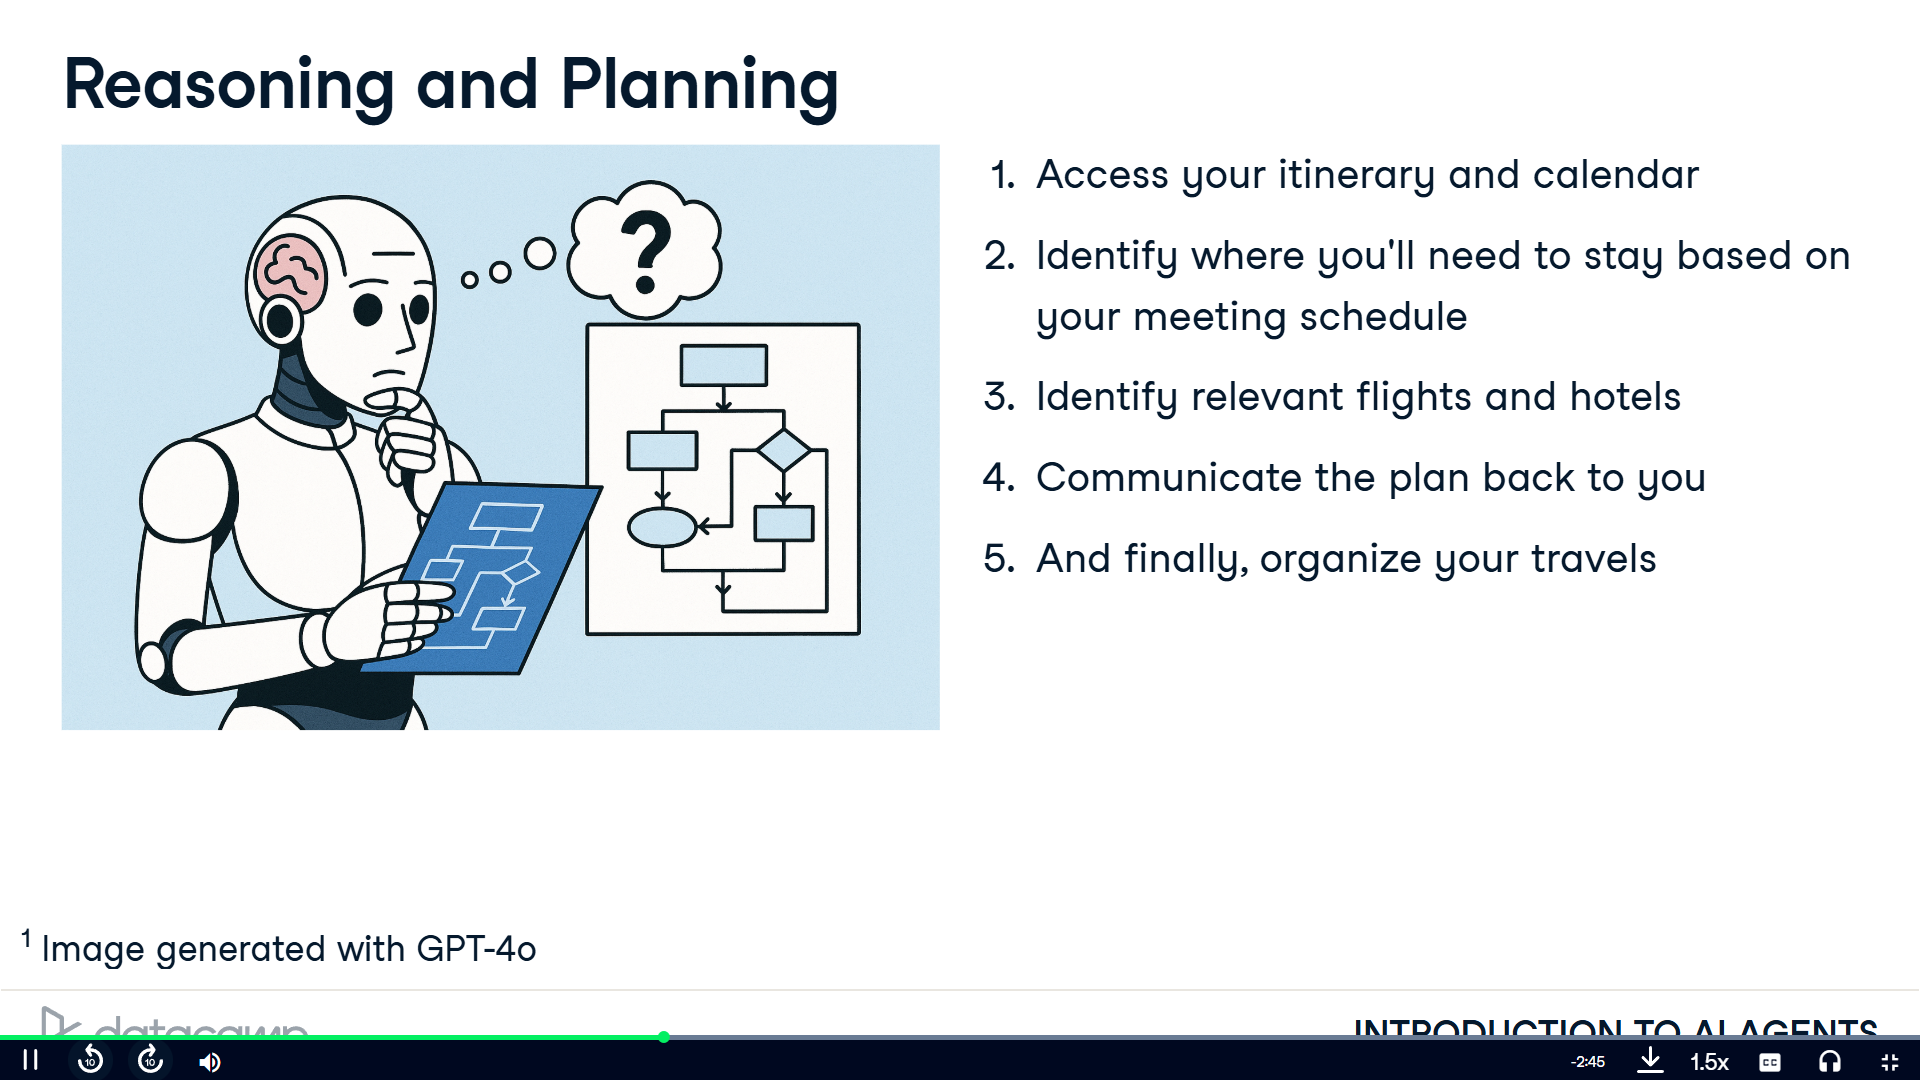 Reasoning and Planning
?
1. Access your itinerary and calendar
2. Identify where you'll need to stay based on
your meeting schedule
3. Identify relevant flights and hotels
4. Communicate the plan back to you
5. And finally, organize your travels
1 Image generated with GPT-4o
datacamp
INTRODUCTION TO AI AGENTS
10
10
-2:45
1.5x
CC